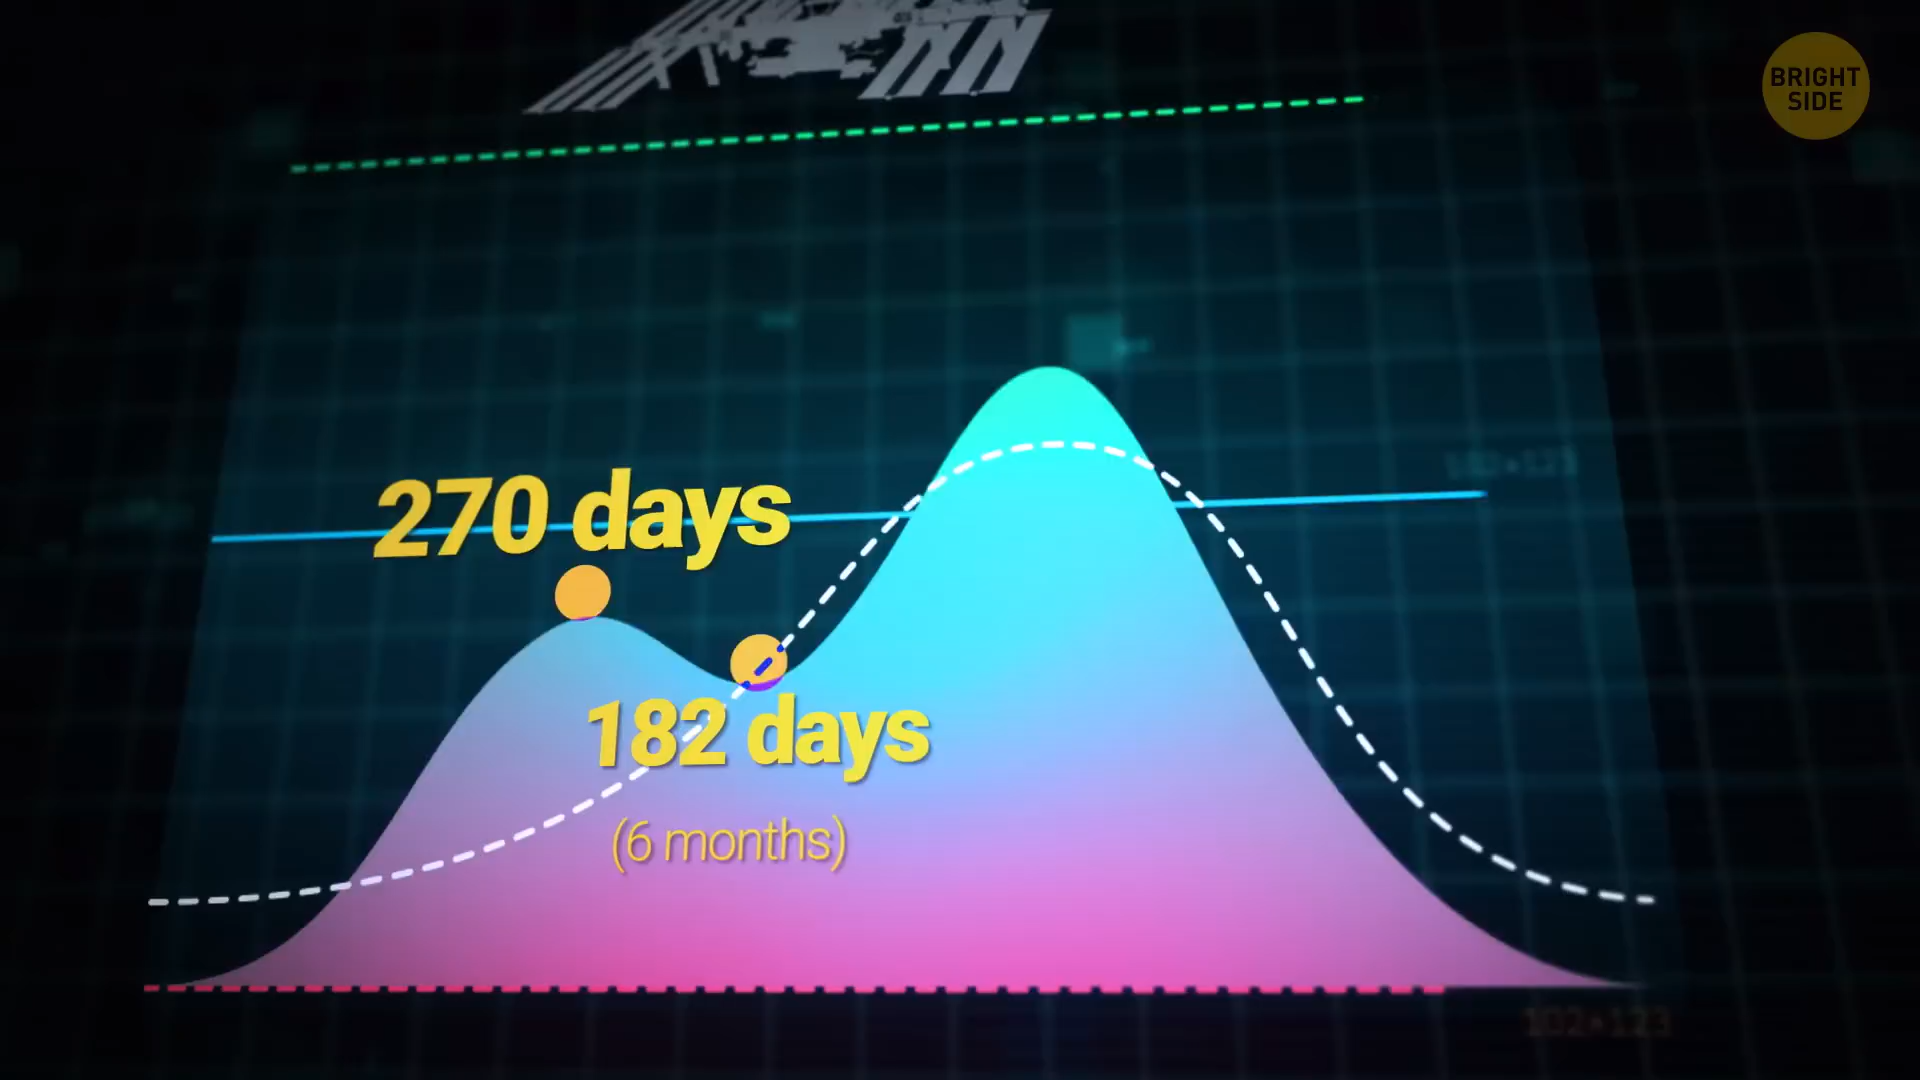 BRIGHT
SIDE
270 days
182 days
(6 months)